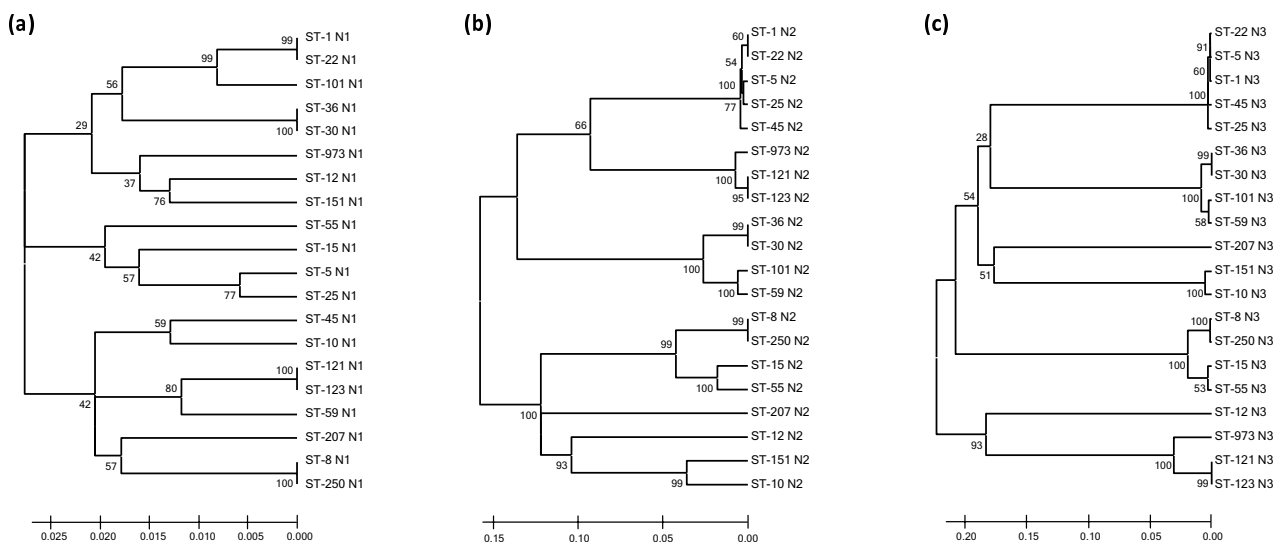 (a)
99 ST-1 N1
99 ST-22 N1
ST-101 N1
56
ST-36 N1
29
100 ST-30 N1
ST-973 N1
37
ST-12 N1
76 ST-151 N1
ST-55 N1
42
ST-15 N1
57
ST-5 N1
77 ST-25 N1
59 ST-45 N1
ST-10 N1
100 ST-121 N1
80 ST-123 N1
42
ST-59 N1
ST-207 N1
57
ST-8 N1
100 ST-250 N1
0.025 0.020 0.015 0.010 0.005 0.000
(b)
60 ST-1 N2
ST-22 N2
54
100 ST-5 N2
77 ST-25 N2
66 ST-45 N2
ST-973 N2
100 ST-121 N2
95 ST-123 N2
99 ST-36 N2
ST-30 N2
100
ST-101 N2
100 ST-59 N2
99 ST-8 N2
99 ST-250 N2
ST-15 N2
100 ST-55 N2
100
ST-207 N2
ST-12 N2
93
ST-151 N2
99 ST-10 N2
0.15 0.10 0.05 0.00
(c)
ST-22 N3
91
ST-5 N3
60
ST-1 N3
100
ST-45 N3
ST-25 N3
28
99 ST-36 N3
ST-30 N3
54
100 ST-101 N3
58 ST-59 N3
ST-207 N3
51
ST-151 N3
100 ST-10 N3
100 ST-8 N3
ST-250 N3
100
ST-15 N3
53 ST-55 N3
ST-12 N3
93
ST-973 N3
100
ST-121 N3
99 ST-123 N3
0.20 0.15 0.10 0.05 0.00